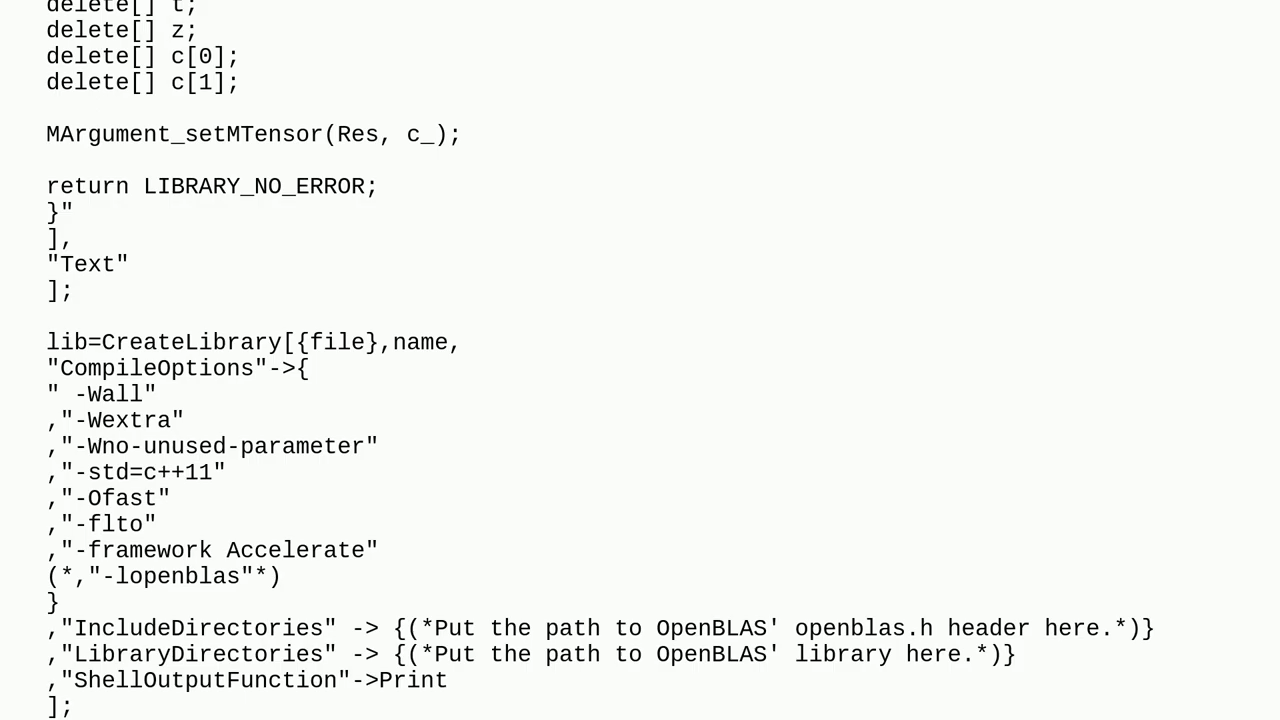 delete[] t;
delete[] z;
delete[] c[0];
delete[] c[1];
MArgument_setMTensor(Res, c_);
return LIBRARY_NO_ERROR;
}"
],
"Text"
];
lib=CreateLibrary[{file},name,
"CompileOptions"->{
" -Wall"
,"-Wextra"
,"-Wno-unused-parameter"
,"-std=c++11"
,"-Ofast"
,"-flto"
,"-framework Accelerate"
(*,"-lopenblas"*)
}
,"IncludeDirectories" -> {(*Put the path to OpenBLAS' openblas.h header here.*)}
,"LibraryDirectories" -> {(*Put the path to OpenBLAS' library here.*)}
,"ShellOutputFunction"->Print
];